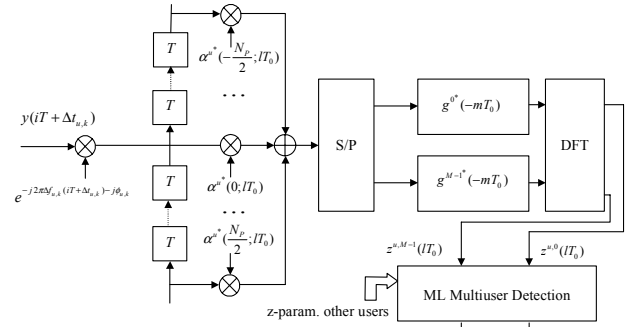 T
α^{u*}(-N_P/2; lT_0)
...
T
y(iT + Δt_{u,k})
S/P
g^{0*}(-mT_0)
DFT
e^{-j2πΔf_{u,k}(iT+Δt_{u,k})-jϕ_{u,k}}
T
α^{u*}(0; lT_0)
g^{M-1*}(-mT_0)
...
T
α^{u*}(N_P/2; lT_0)
z^{u,M-1}(lT_0)
z^{u,0}(lT_0)
z-param. other users
ML Multiuser Detection